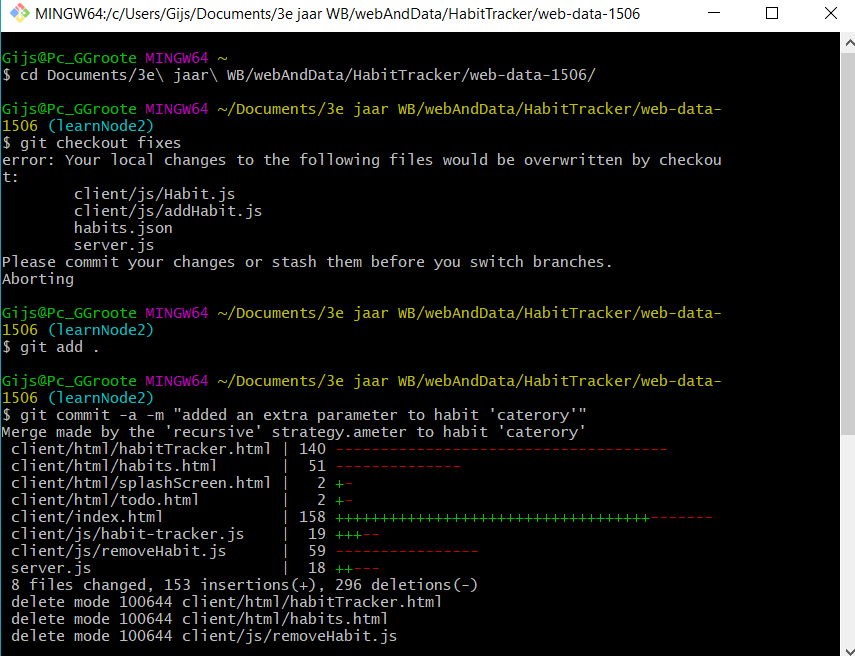 MINGW64:/c/Users/Gijs/Documents/3e jaar WB/webAndData/HabitTracker/web-data-1506
Gijs@Pc_GGroote MINGW64 ~
$ cd Documents/3e\ jaar\ WB/webAndData/HabitTracker/web-data-1506/
Gijs@Pc_GGroote MINGW64 ~/Documents/3e jaar WB/webAndData/HabitTracker/web-data-
1506 (learnNode2)
$ git checkout fixes
error: Your local changes to the following files would be overwritten by checkou
t:
        client/js/Habit.js
        client/js/addHabit.js
        habits.json
        server.js
Please commit your changes or stash them before you switch branches.
Aborting
Gijs@Pc_GGroote MINGW64 ~/Documents/3e jaar WB/webAndData/HabitTracker/web-data-
1506 (learnNode2)
$ git add .
Gijs@Pc_GGroote MINGW64 ~/Documents/3e jaar WB/webAndData/HabitTracker/web-data-
1506 (learnNode2)
$ git commit -a -m "added an extra parameter to habit 'caterory'"
Merge made by the 'recursive' strategy.ameter to habit 'caterory'
 client/html/habitTracker.html | 140 -------------------------------------
 client/html/habits.html       |  51 --------------
 client/html/splashScreen.html |   2 +-
 client/html/todo.html         |   2 +-
 client/index.html             | 158 +++++++++++++++++++++++++++++++++++-------
 client/js/habit-tracker.js    |  19 +++--
 client/js/removeHabit.js      |  59 ----------------
 server.js                     |  18 ++---
 8 files changed, 153 insertions(+), 296 deletions(-)
 delete mode 100644 client/html/habitTracker.html
 delete mode 100644 client/html/habits.html
 delete mode 100644 client/js/removeHabit.js